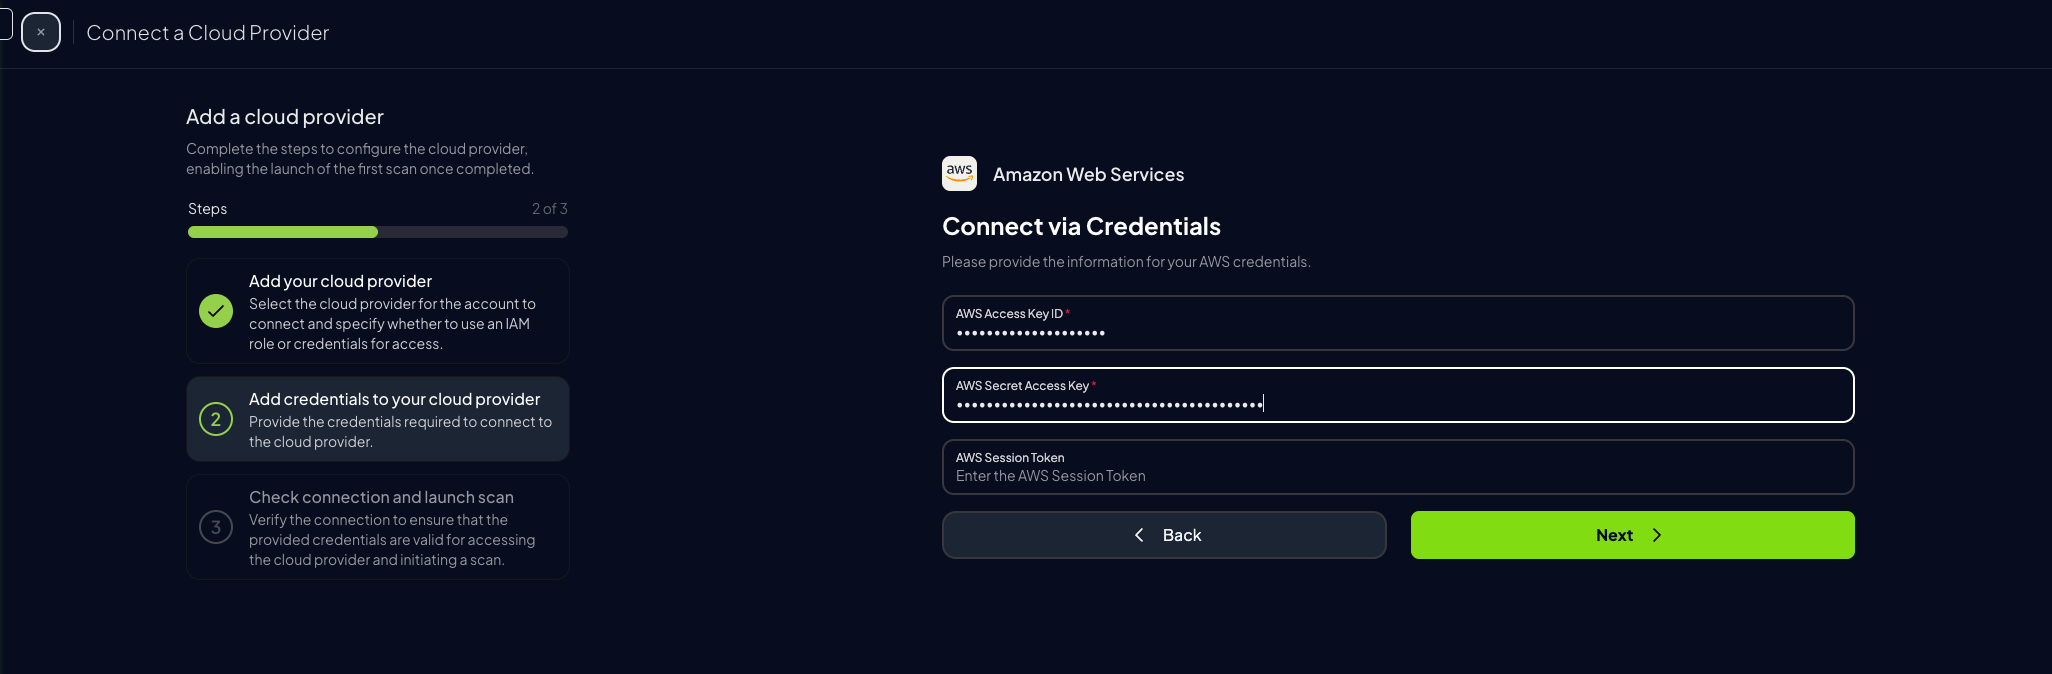 ×
Connect a Cloud Provider
Add a cloud provider
Complete the steps to configure the cloud provider,
enabling the launch of the first scan once completed.
Steps
2 of 3
Add your cloud provider
Select the cloud provider for the account to
connect and specify whether to use an IAM
role or credentials for access.
2
Add credentials to your cloud provider
Provide the credentials required to connect to
the cloud provider.
3
Check connection and launch scan
Verify the connection to ensure that the
provided credentials are valid for accessing
the cloud provider and initiating a scan.
aws
Amazon Web Services
Connect via Credentials
Please provide the information for your AWS credentials.
AWS Access Key ID*
••••••••••••••••••••
AWS Secret Access Key*
•••••••••••••••••••••••••••••••••••••••••
AWS Session Token
Enter the AWS Session Token
Back
Next